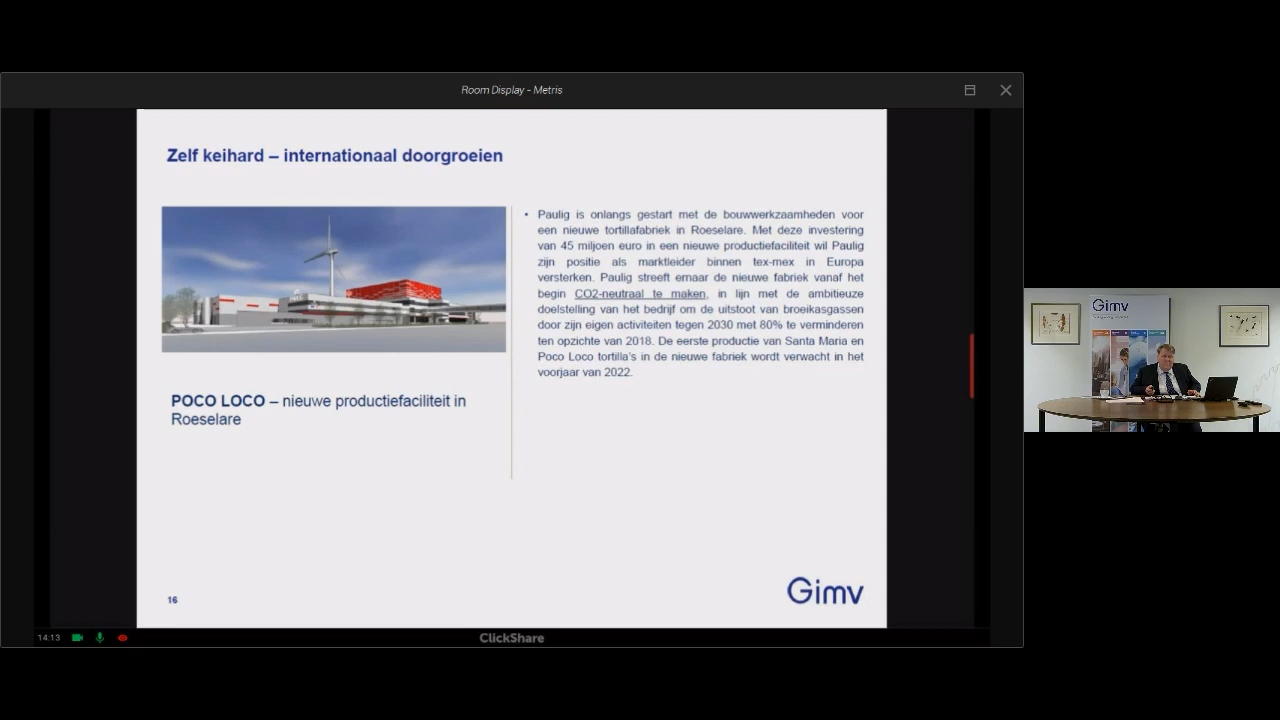 Room Display - Metris
Zelf keihard – internationaal doorgroeien
• Paulig is onlangs gestart met de bouwwerkzaamheden voor
een nieuwe tortillafabriek in Roeselare. Met deze investering
van 45 miljoen euro in een nieuwe productiefaciliteit wil Paulig
zijn positie als marktleider binnen tex-mex in Europa
versterken. Paulig streeft ernaar de nieuwe fabriek vanaf het
begin CO2-neutraal te maken, in lijn met de ambitieuze
doelstelling van het bedrijf om de uitstoot van broeikasgassen
door zijn eigen activiteiten tegen 2030 met 80% te verminderen
ten opzichte van 2018. De eerste productie van Santa Maria en
Poco Loco tortilla's in de nieuwe fabriek wordt verwacht in het
voorjaar van 2022.
POCO LOCO – nieuwe productiefaciliteit in
Roeselare
16
Gimv
14:13
ClickShare
Gimv